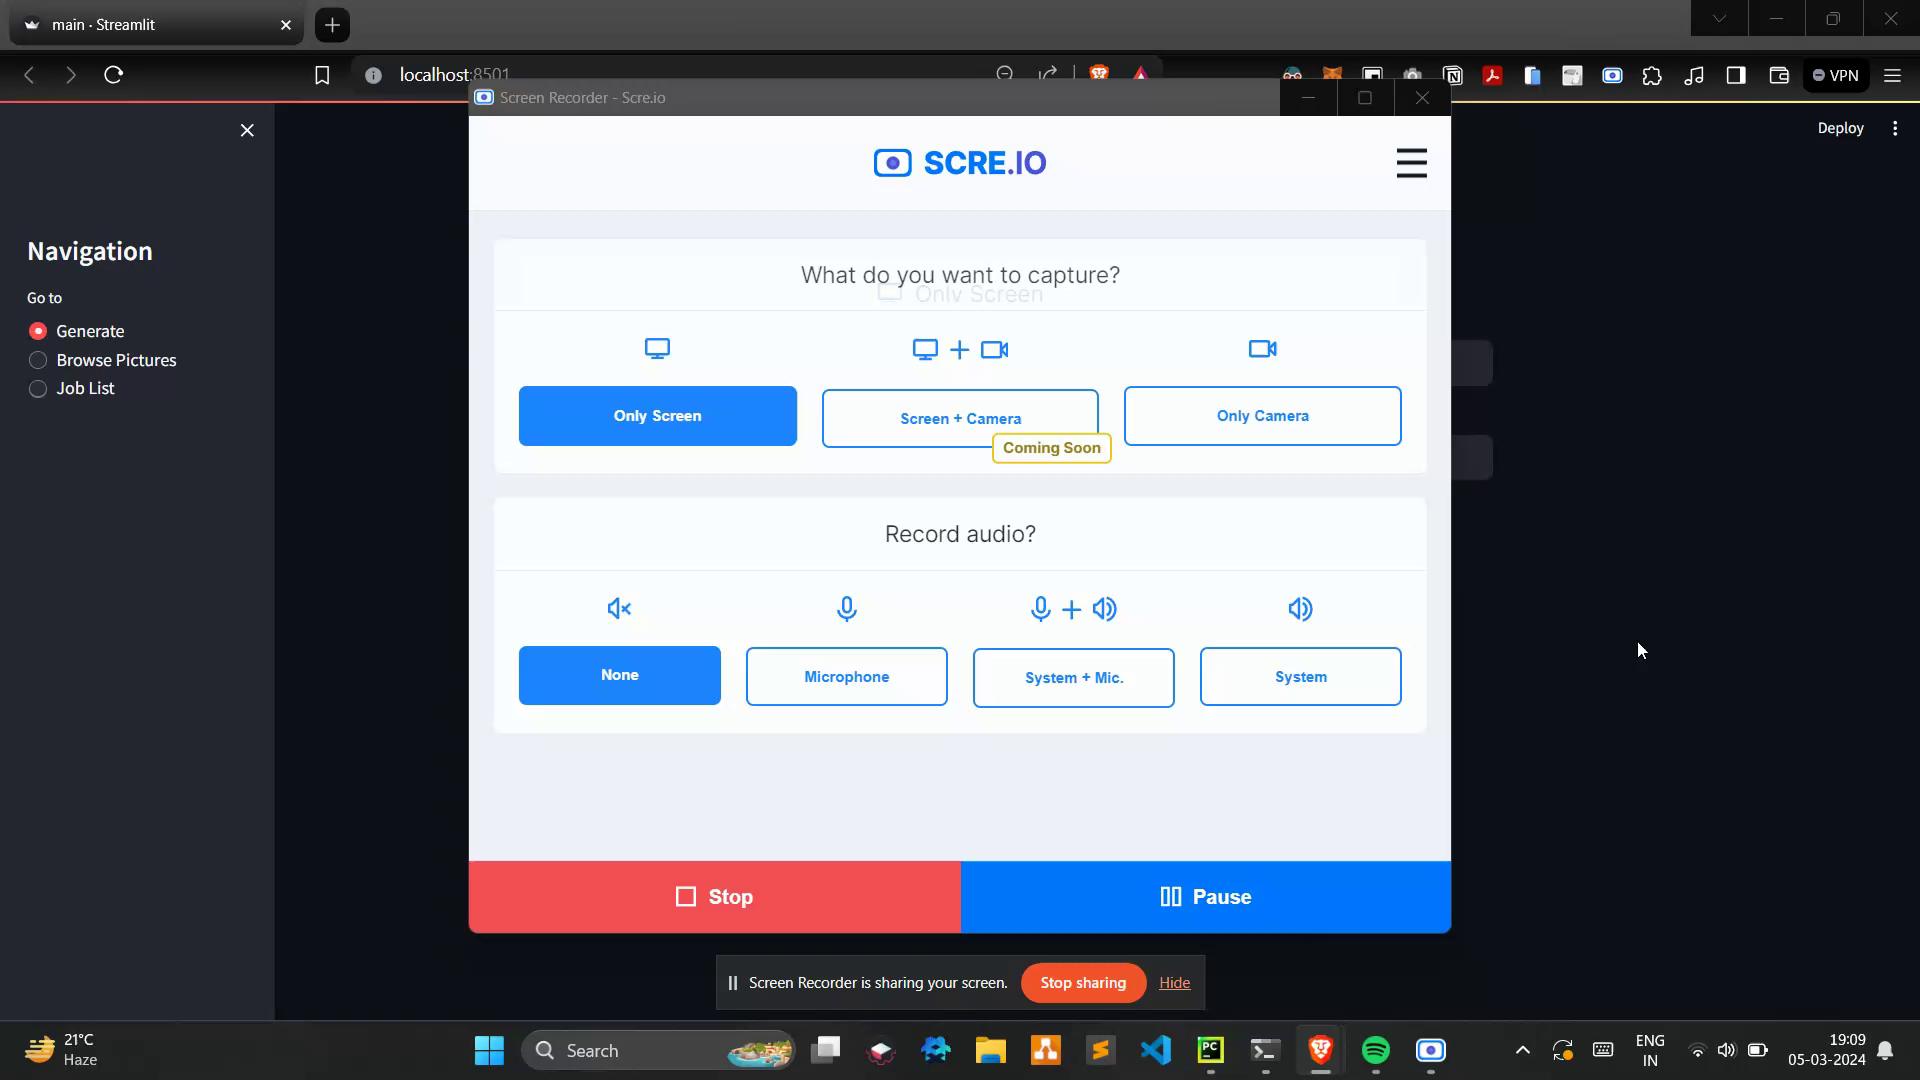 main · Streamlit
localhost:8501
VPN
Screen Recorder - Scre.io
Deploy
SCRE.IO
Navigation
Go to
Generate
Browse Pictures
Job List
What do you want to capture?
Only Screen
Only Screen
Screen + Camera
Only Camera
Coming Soon
Record audio?
None
Microphone
System + Mic.
System
Stop
Pause
Screen Recorder is sharing your screen.
Stop sharing
Hide
21°C
Haze
Search
PC
ENG
IN
19:09
05-03-2024